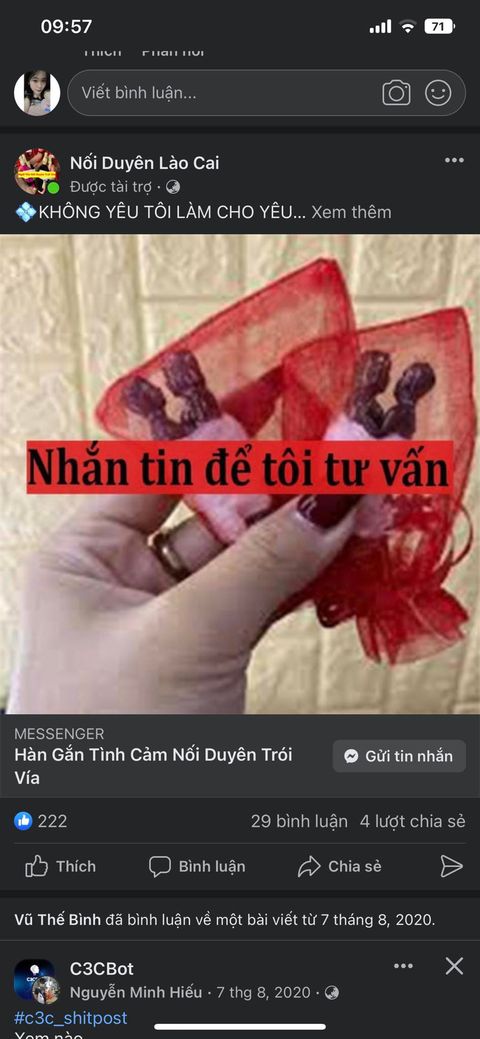 09:57
71
Thích Phản hồi
Viết bình luận...
Nối Duyên Lào Cai
Được tài trợ ·
💠KHÔNG YÊU TÔI LÀM CHO YÊU... Xem thêm
Nhắn tin để tôi tư vấn
MESSENGER
Hàn Gắn Tình Cảm Nối Duyên Trói
Vía
Gửi tin nhắn
222
29 bình luận 4 lượt chia sẻ
Thích
Bình luận
Chia sẻ
Vũ Thế Bình đã bình luận về một bài viết từ 7 tháng 8, 2020.
C3CBot
Nguyễn Minh Hiếu · 7 thg 8, 2020 ·
#c3c_shitpost
Xem nào